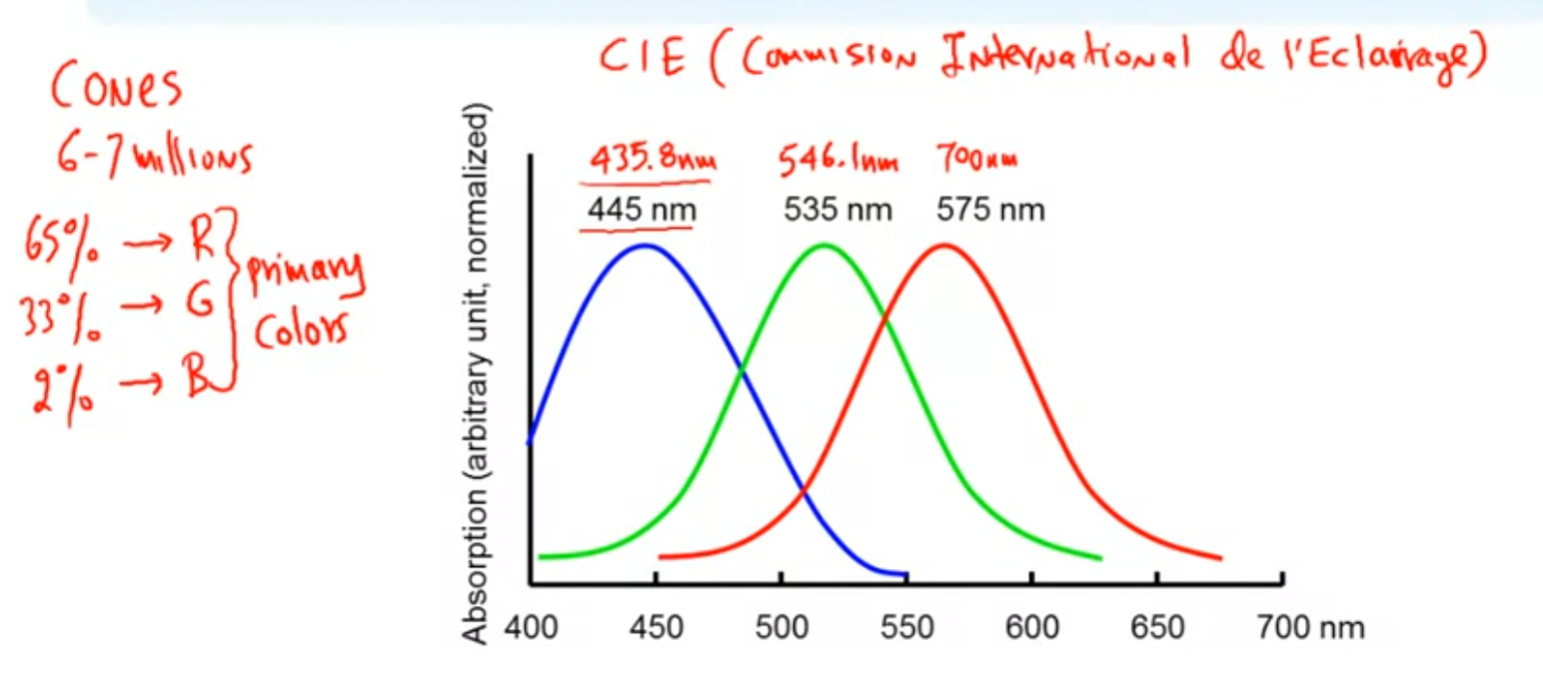 CIE (Commision International de l'Eclairage)
CONES
6-7 millions
65% → R
33% → G
2% → B
primary
colors
Absorption (arbitrary unit, normalized)
435.8nm 546.1nm 700nm
445 nm 535 nm 575 nm
400 450 500 550 600 650 700 nm